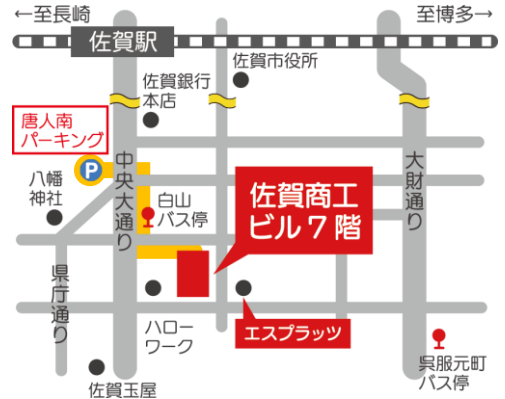 ←至長崎
至博多→
佐賀駅
佐賀市役所
佐賀銀行
本店
唐人南
パーキング
P
中央大通り
大財通り
八幡
神社
白山
バス停
佐賀商工
ビル7階
県庁通り
ハロー
ワーク
エスプラッツ
呉服元町
バス停
佐賀玉屋